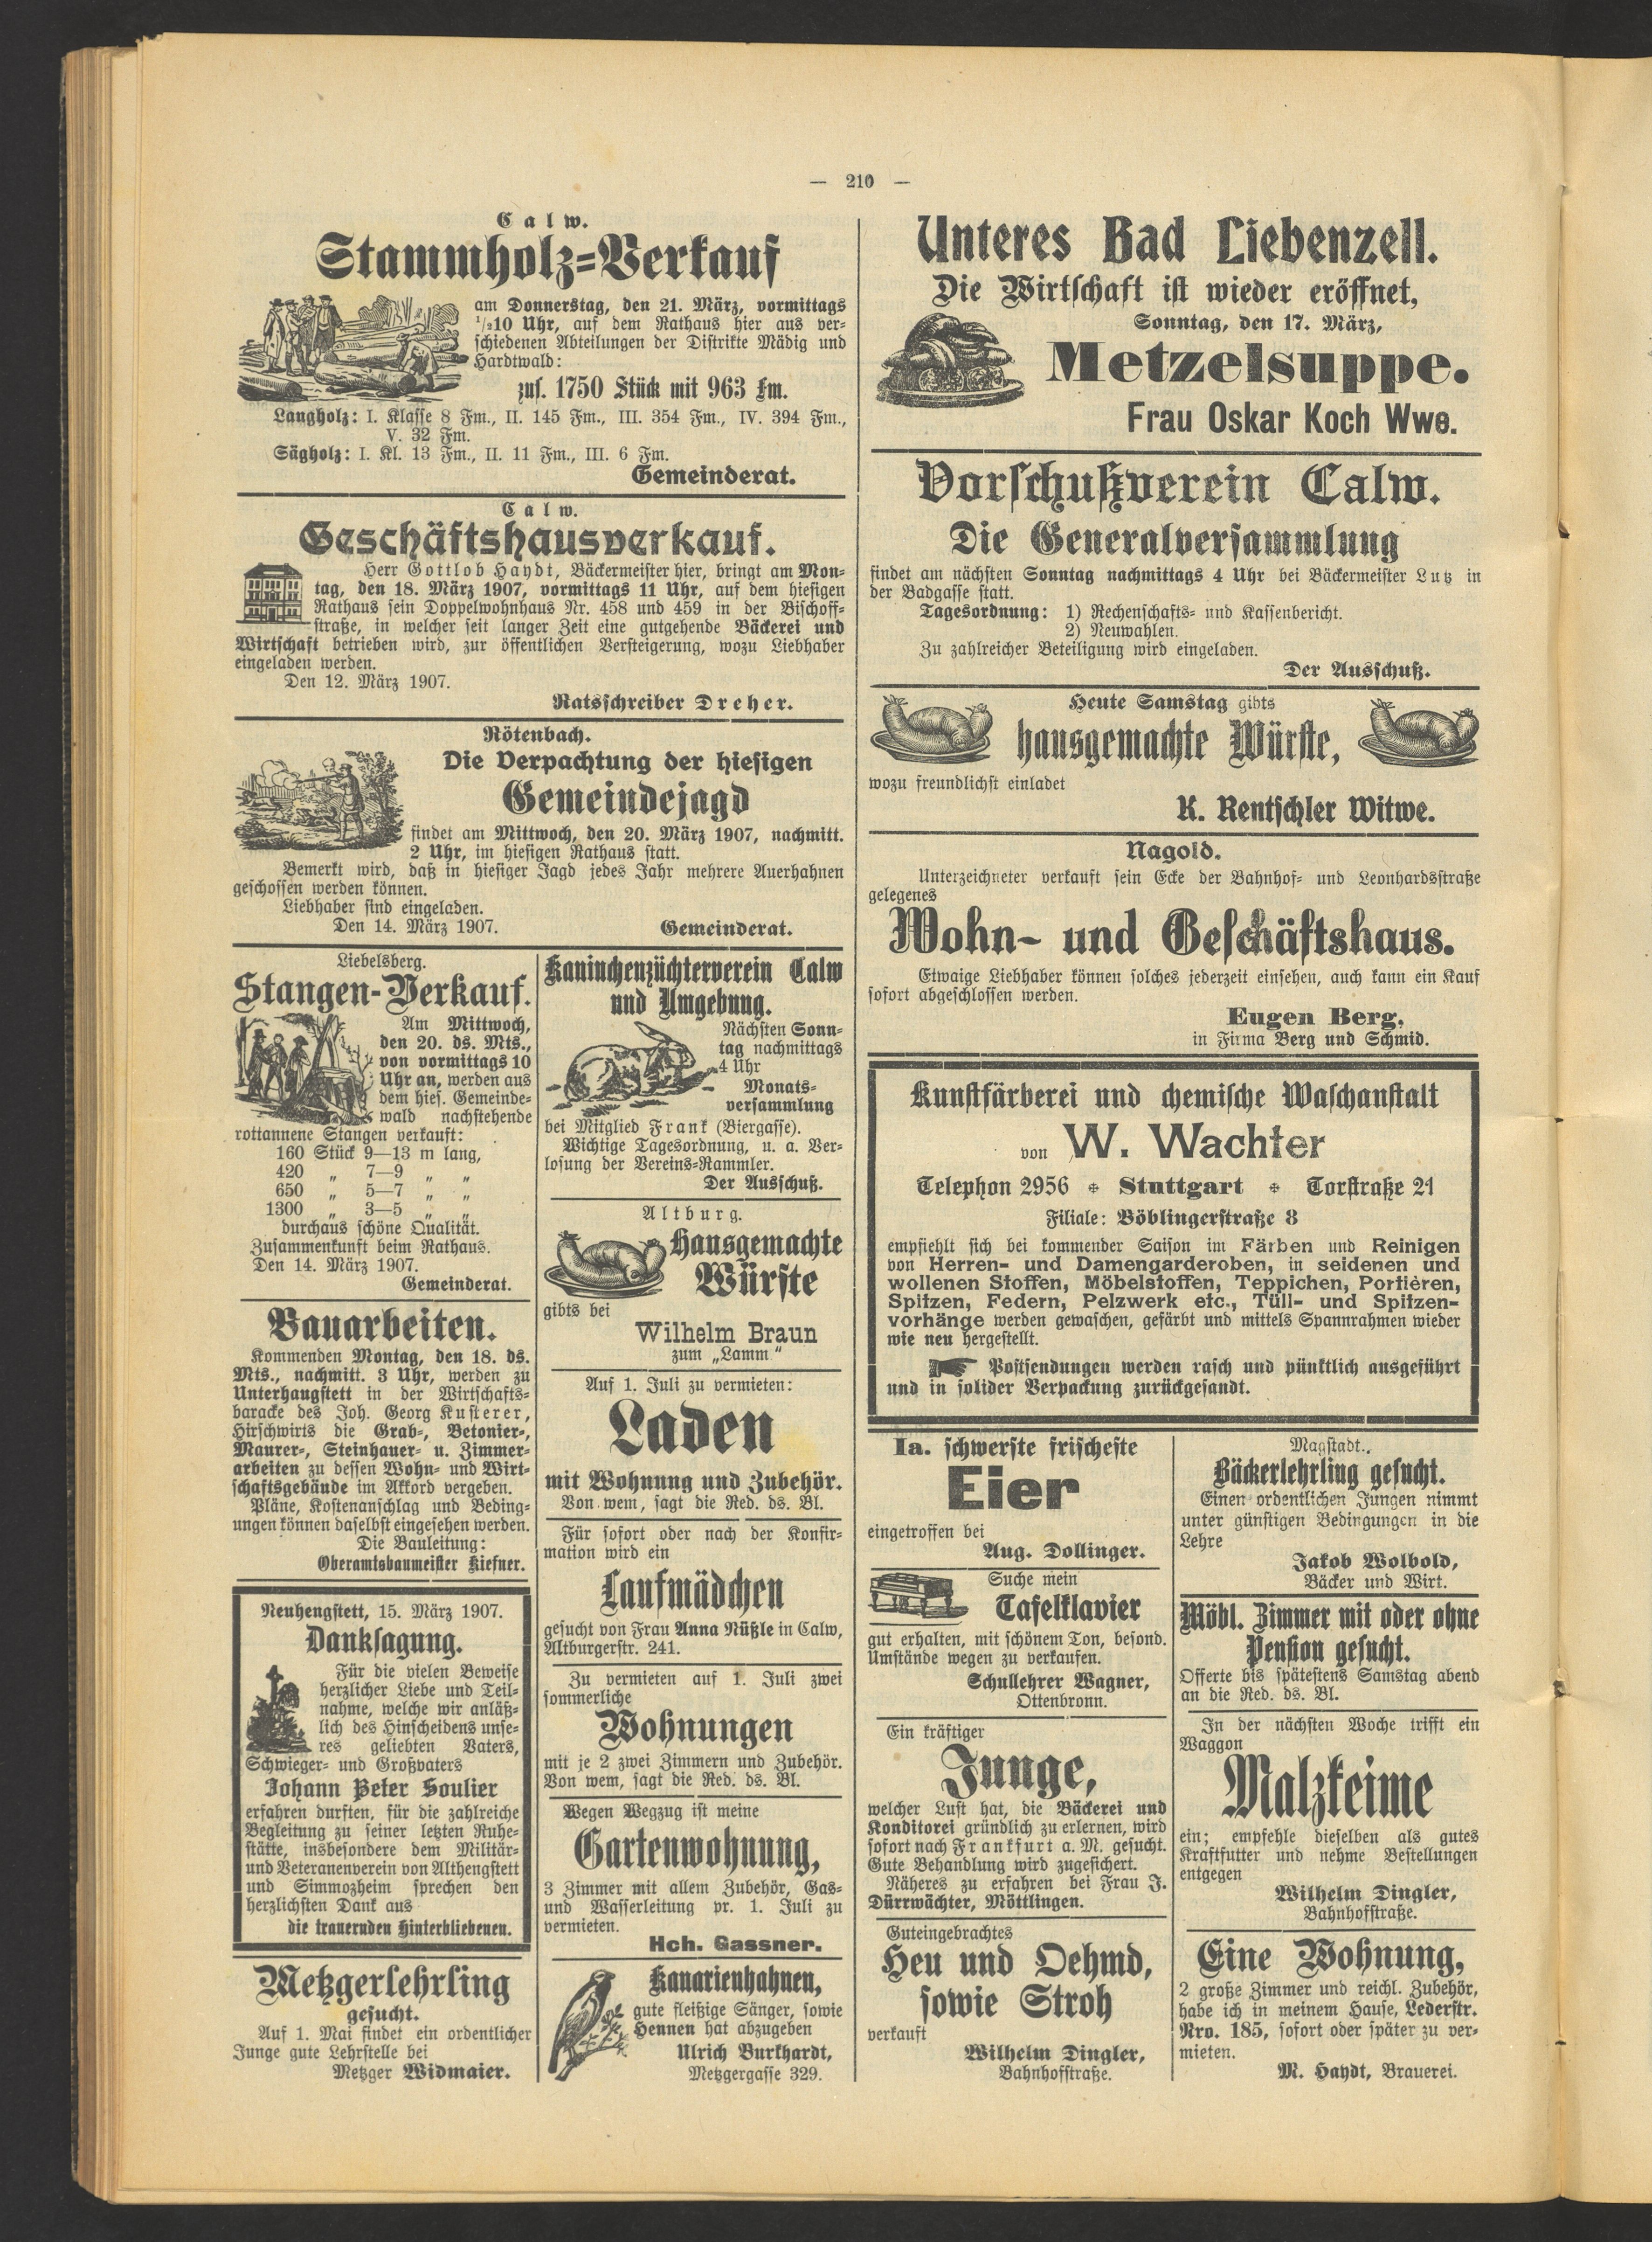 — 210 —
Calw.
Stammholz=Verkauf
am Donnerstag, den 21. März, vormittags
½10 Uhr, auf dem Rathaus hier aus ver=
schiedenen Abteilungen der Distrikte Mädig und
Hardtwald:
zus. 1750 Stück mit 963 Fm.
Langholz: I. Klasse 8 Fm., II. 145 Fm., III. 354 Fm., IV. 394 Fm.,
V. 32 Fm.
Sägholz: I. Kl. 13 Fm., II. 11 Fm., III. 6 Fm.
Gemeinderat.
Calw.
Geschäftshausverkauf.
Herr Gottlob Haydt, Bäckermeister hier, bringt am Mon=
tag, den 18. März 1907, vormittags 11 Uhr, auf dem hiesigen
Rathaus sein Doppelwohnhaus Nr. 458 und 459 in der Bischoff=
straße, in welcher seit langer Zeit eine gutgehende Bäckerei und
Wirtschaft betrieben wird, zur öffentlichen Versteigerung, wozu Liebhaber
eingeladen werden.
Den 12. März 1907.
Ratsschreiber Dreher.
Rötenbach.
Die Verpachtung der hiesigen
Gemeindejagd
findet am Mittwoch, den 20. März 1907, nachmitt.
2 Uhr, im hiesigen Rathaus statt.
Bemerkt wird, daß in hiesiger Jagd jedes Jahr mehrere Auerhahnen
geschossen werden können.
Liebhaber sind eingeladen.
Den 14. März 1907.
Gemeinderat.
Liebelsberg.
Stangen-Verkauf.
Am Mittwoch,
den 20. ds. Mts.,
von vormittags 10
Uhr an, werden aus
dem hies. Gemeinde=
wald nachstehende
rottannene Stangen verkauft:
160 Stück 9—13 m lang,
420 „ 7—9 „ „
650 „ 5—7 „ „
1300 „ 3—5 „ „
durchaus schöne Qualität.
Zusammenkunft beim Rathaus.
Den 14. März 1907.
Gemeinderat.
Bauarbeiten.
Kommenden Montag, den 18. ds.
Mts., nachmitt. 3 Uhr, werden zu
Unterhaugstett in der Wirtschafts=
baracke des Joh. Georg Kusterer,
Hirschwirts die Grab=, Betonier=,
Maurer=, Steinhauer= u. Zimmer=
arbeiten zu dessen Wohn= und Wirt=
schaftsgebäude im Akkord vergeben.
Pläne, Kostenanschlag und Beding=
ungen können daselbst eingesehen werden.
Die Bauleitung:
Oberamtsbaumeister Kiefner.
Neuhengstett, 15. März 1907.
Danksagung.
Für die vielen Beweise
herzlicher Liebe und Teil=
nahme, welche wir anläß=
lich des Hinscheidens unse=
res geliebten Vaters,
Schwieger= und Großvaters
Johann Peter Soulier
erfahren durften, für die zahlreiche
Begleitung zu seiner letzten Ruhe=
stätte, insbesondere dem Militär=
und Veteranenverein von Althengstett
und Simmozheim sprechen den
herzlichsten Dank aus
die trauernden Hinterbliebenen.
Metzgerlehrling
gesucht.
Auf 1. Mai findet ein ordentlicher
Junge gute Lehrstelle bei
Metzger Widmaier.
Kaninchenzüchterverein Calw
und Umgebung.
Nächsten Sonn=
tag nachmittags
4 Uhr
Monats=
versammlung
bei Mitglied Frank (Biergasse).
Wichtige Tagesordnung, u. a. Ver=
losung der Vereins=Rammler.
Der Ausschuß.
Altburg.
Hausgemachte
Würste
gibts bei
Wilhelm Braun
zum „Lamm“
Auf 1. Juli zu vermieten:
Laden
mit Wohnung und Zubehör.
Von wem, sagt die Red. ds. Bl.
Für sofort oder nach der Konfir=
mation wird ein
Laufmädchen
gesucht von Frau Anna Nüßle in Calw,
Altburgerstr. 241.
Zu vermieten auf 1. Juli zwei
sommerliche
Wohnungen
mit je 2 zwei Zimmern und Zubehör.
Von wem, sagt die Red. ds. Bl.
Wegen Wegzug ist meine
Gartenwohnung,
3 Zimmer mit allem Zubehör, Gas=
und Wasserleitung pr. 1. Juli zu
vermieten.
Hch. Gassner.
Kanarienhahnen,
gute fleißige Sänger, sowie
Hennen hat abzugeben
Ulrich Burkhardt,
Metzgergasse 329.
Unteres Bad Liebenzell.
Die Wirtschaft ist wieder eröffnet,
Sonntag, den 17. März,
Metzelsuppe.
Frau Oskar Koch Wwe.
Vorschußverein Calw.
Die Generalversammlung
findet am nächsten Sonntag nachmittags 4 Uhr bei Bäckermeister Lutz in
der Badgasse statt.
Tagesordnung: 1) Rechenschafts= und Kassenbericht.
2) Neuwahlen.
Zu zahlreicher Beteiligung wird eingeladen.
Der Ausschuß.
Heute Samstag gibts
hausgemachte Würste,
wozu freundlichst einladet
K. Rentschler Witwe.
Nagold.
Unterzeichneter verkauft sein Ecke der Bahnhof= und Leonhardsstraße
gelegenes
Wohn- und Geschäftshaus.
Etwaige Liebhaber können solches jederzeit einsehen, auch kann ein Kauf
sofort abgeschlossen werden.
Eugen Berg,
in Firma Berg und Schmid.
Kunstfärberei und chemische Waschanstalt
von W. Wachter
Telephon 2956 + Stuttgart + Torstraße 21
Filiale: Böblingerstraße 8
empfiehlt sich bei kommender Saison im Färben und Reinigen
von Herren- und Damengarderoben, in seidenen und
wollenen Stoffen, Möbelstoffen, Teppichen, Portièren,
Spitzen, Federn, Pelzwerk etc., Tüll- und Spitzen-
vorhänge werden gewaschen, gefärbt und mittels Spannrahmen wieder
wie neu hergestellt.
Postsendungen werden rasch und pünktlich ausgeführt
und in solider Verpackung zurückgesandt.
Ia. schwerste frischeste
Eier
eingetroffen bei
Aug. Dollinger.
Suche mein
Tafelklavier
gut erhalten, mit schönem Ton, besond.
Umstände wegen zu verkaufen.
Schullehrer Wagner,
Ottenbronn.
Ein kräftiger
Junge,
welcher Lust hat, die Bäckerei und
Konditorei gründlich zu erlernen, wird
sofort nach Frankfurt a. M. gesucht.
Gute Behandlung wird zugesichert.
Näheres zu erfahren bei Frau J.
Dürrwächter, Möttlingen.
Guteingebrachtes
Heu und Oehmd,
sowie Stroh
verkauft
Wilhelm Dingler,
Bahnhofstraße.
Magstadt.
Bäckerlehrling gesucht.
Einen ordentlichen Jungen nimmt
unter günstigen Bedingungen in die
Lehre
Jakob Wolbold,
Bäcker und Wirt.
Möbl. Zimmer mit oder ohne
Pension gesucht.
Offerte bis spätestens Samstag abend
an die Red. ds. Bl.
In der nächsten Woche trifft ein
Waggon
Malzkeime
ein; empfehle dieselben als gutes
Kraftfutter und nehme Bestellungen
entgegen
Wilhelm Dingler,
Bahnhofstraße.
Eine Wohnung,
2 große Zimmer und reichl. Zubehör,
habe ich in meinem Hause, Lederstr.
Nro. 185, sofort oder später zu ver=
mieten.
M. Haydt, Brauerei.